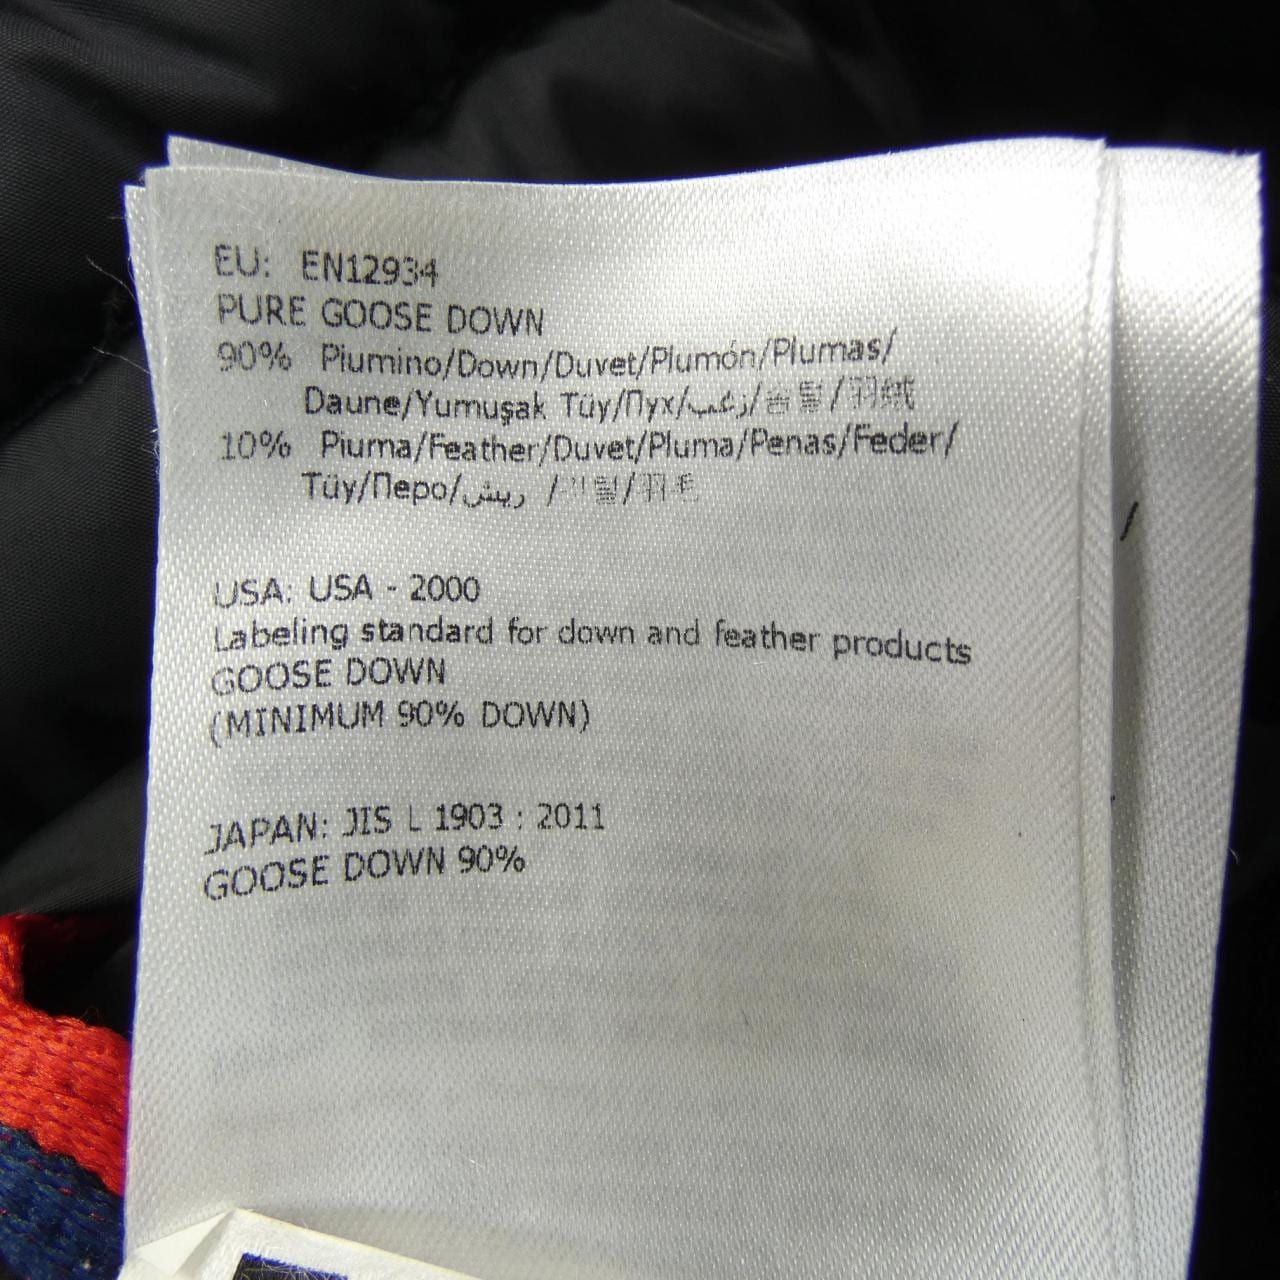 EU: EN12934
PURE GOOSE DOWN
90% Piumino/Down/Duvet/Plumón/Plumas/
Daune/Yumuşak Tüy/Пух/زغب/솜털/羽绒
10% Piuma/Feather/Duvet/Pluma/Penas/Feder/
Tüy/Перо/ريش /깃털/羽毛
USA: USA - 2000
Labeling standard for down and feather products
GOOSE DOWN
(MINIMUM 90% DOWN)
JAPAN: JIS L 1903 : 2011
GOOSE DOWN 90%